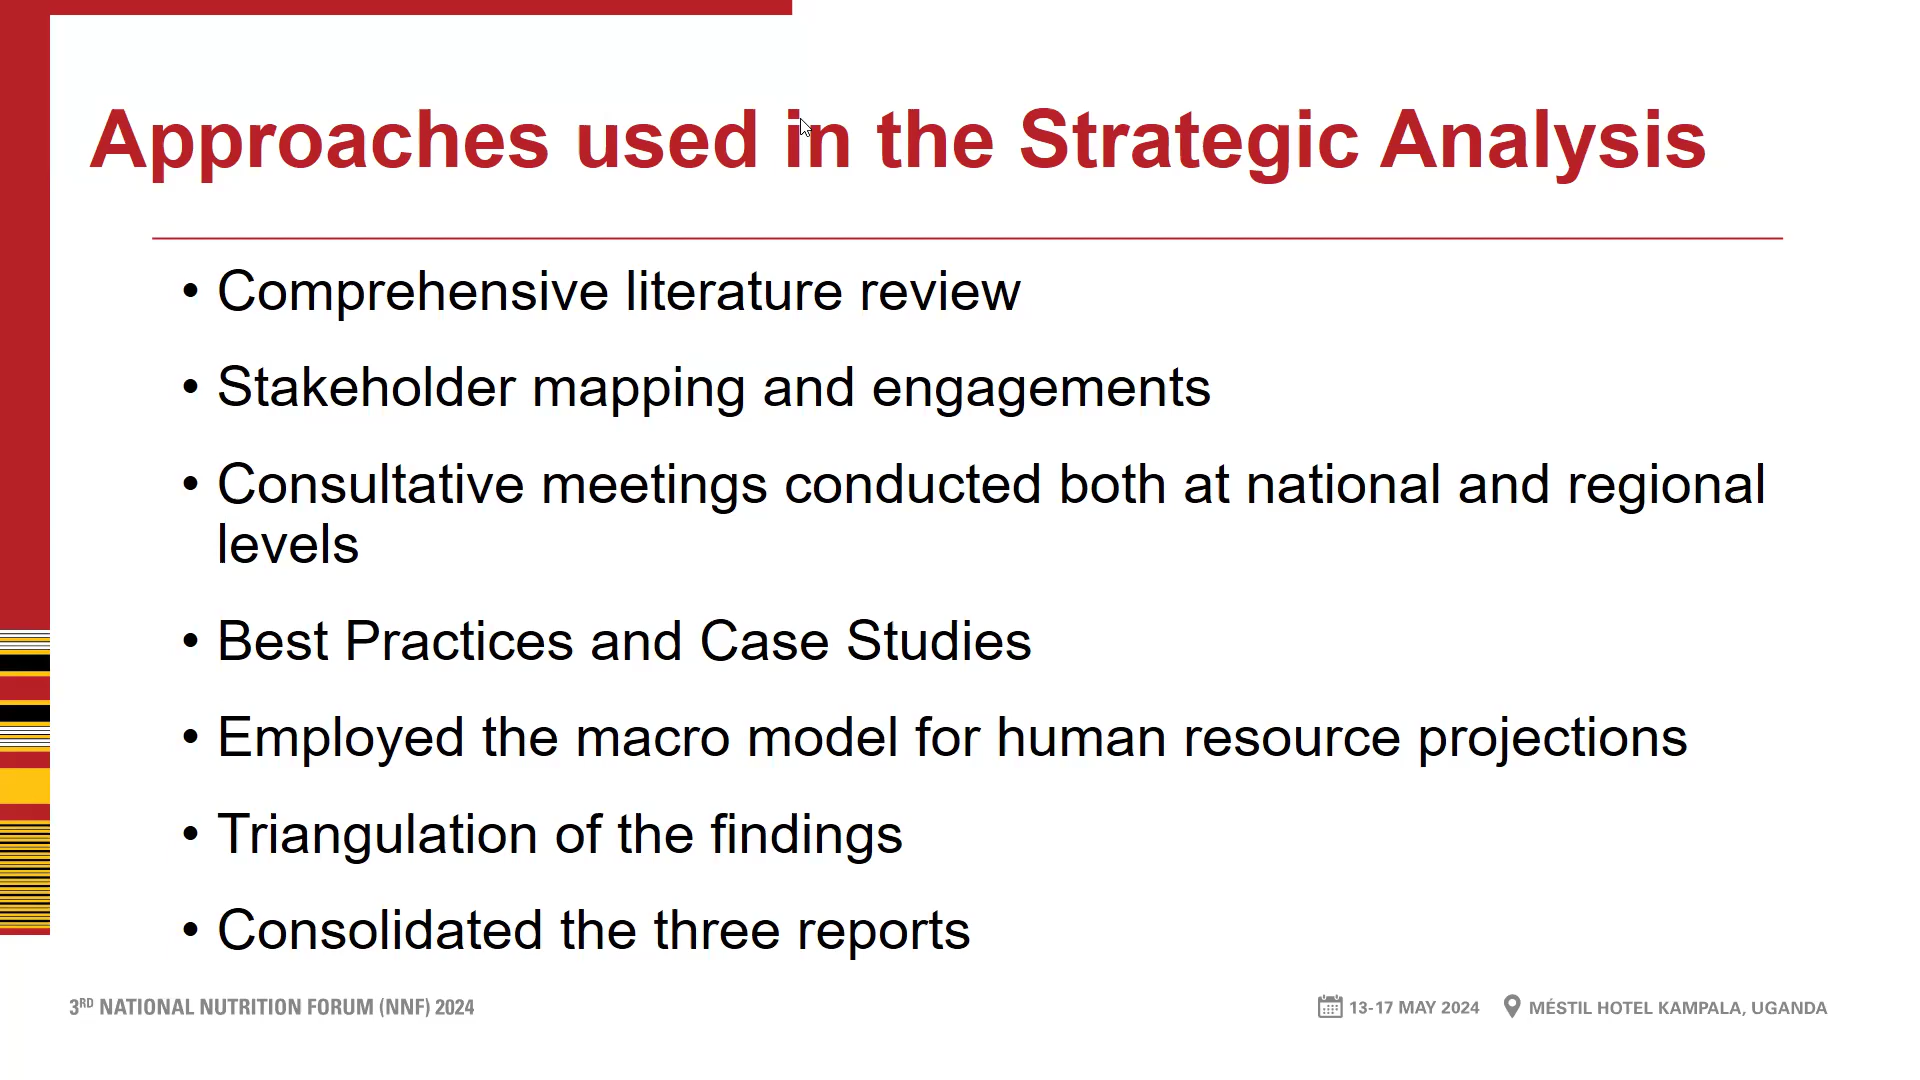 Approaches used in the Strategic Analysis
• Comprehensive literature review
• Stakeholder mapping and engagements
• Consultative meetings conducted both at national and regional
levels
• Best Practices and Case Studies
• Employed the macro model for human resource projections
• Triangulation of the findings
• Consolidated the three reports
3RD NATIONAL NUTRITION FORUM (NNF) 2024
13-17 MAY 2024
MÉSTIL HOTEL KAMPALA, UGANDA